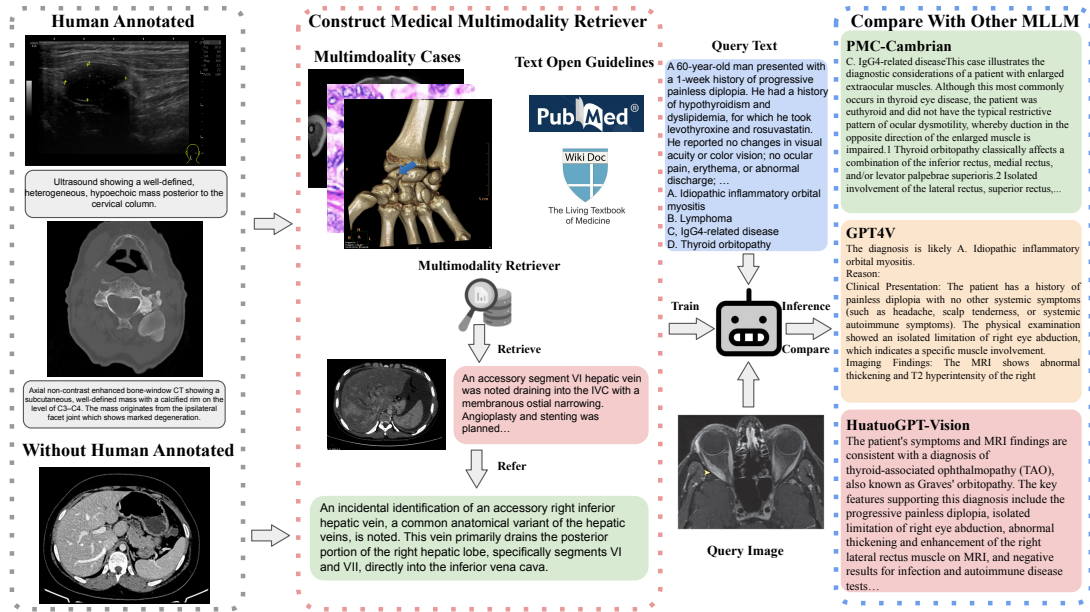 Human Annotated
Ultrasound showing a well-defined,
heterogeneous, hypoechoic mass posterior to the
cervical column.
Axial non-contrast enhanced bone-window CT showing a
subcutaneous, well-defined mass with a calcified rim on the
level of C3–C4. The mass originates from the ipsilateral
facet joint which shows marked degeneration.
Without Human Annotated
Construct Medical Multimodality Retriever
Multimdoality Cases
Text Open Guidelines
PubMed®
Wiki Doc
The Living Textbook
of Medicine
Multimodality Retriever
Retrieve
An accessory segment VI hepatic vein
was noted draining into the IVC with a
membranous ostial narrowing.
Angioplasty and stenting was
planned…
Refer
An incidental identification of an accessory right inferior
hepatic vein, a common anatomical variant of the hepatic
veins, is noted. This vein primarily drains the posterior
portion of the right hepatic lobe, specifically segments VI
and VII, directly into the inferior vena cava.
Query Text
A 60-year-old man presented with
a 1-week history of progressive
painless diplopia. He had a history
of hypothyroidism and
dyslipidemia, for which he took
levothyroxine and rosuvastatin.
He reported no changes in visual
acuity or color vision; no ocular
pain, erythema, or abnormal
discharge; …
A. Idiopathic inflammatory orbital
myositis
B. Lymphoma
C, IgG4-related disease
D. Thyroid orbitopathy
Train
Inference
Compare
Query Image
Compare With Other MLLM
PMC-Cambrian
C. IgG4-related diseaseThis case illustrates the
diagnostic considerations of a patient with enlarged
extraocular muscles. Although this most commonly
occurs in thyroid eye disease, the patient was
euthyroid and did not have the typical restrictive
pattern of ocular dysmotility, whereby duction in the
opposite direction of the enlarged muscle is
impaired.1 Thyroid orbitopathy classically affects a
combination of the inferior rectus, medial rectus,
and/or levator palpebrae superioris.2 Isolated
involvement of the lateral rectus, superior rectus,...
GPT4V
The diagnosis is likely A. Idiopathic inflammatory
orbital myositis.
Reason:
Clinical Presentation: The patient has a history of
painless diplopia with no other systemic symptoms
(such as headache, scalp tenderness, or systemic
autoimmune symptoms). The physical examination
showed an isolated limitation of right eye abduction,
which indicates a specific muscle involvement.
Imaging Findings: The MRI shows abnormal
thickening and T2 hyperintensity of the right
HuatuoGPT-Vision
The patient's symptoms and MRI findings are
consistent with a diagnosis of
thyroid-associated ophthalmopathy (TAO),
also known as Graves' orbitopathy. The key
features supporting this diagnosis include the
progressive painless diplopia, isolated
limitation of right eye abduction, abnormal
thickening and enhancement of the right
lateral rectus muscle on MRI, and negative
results for infection and autoimmune disease
tests…